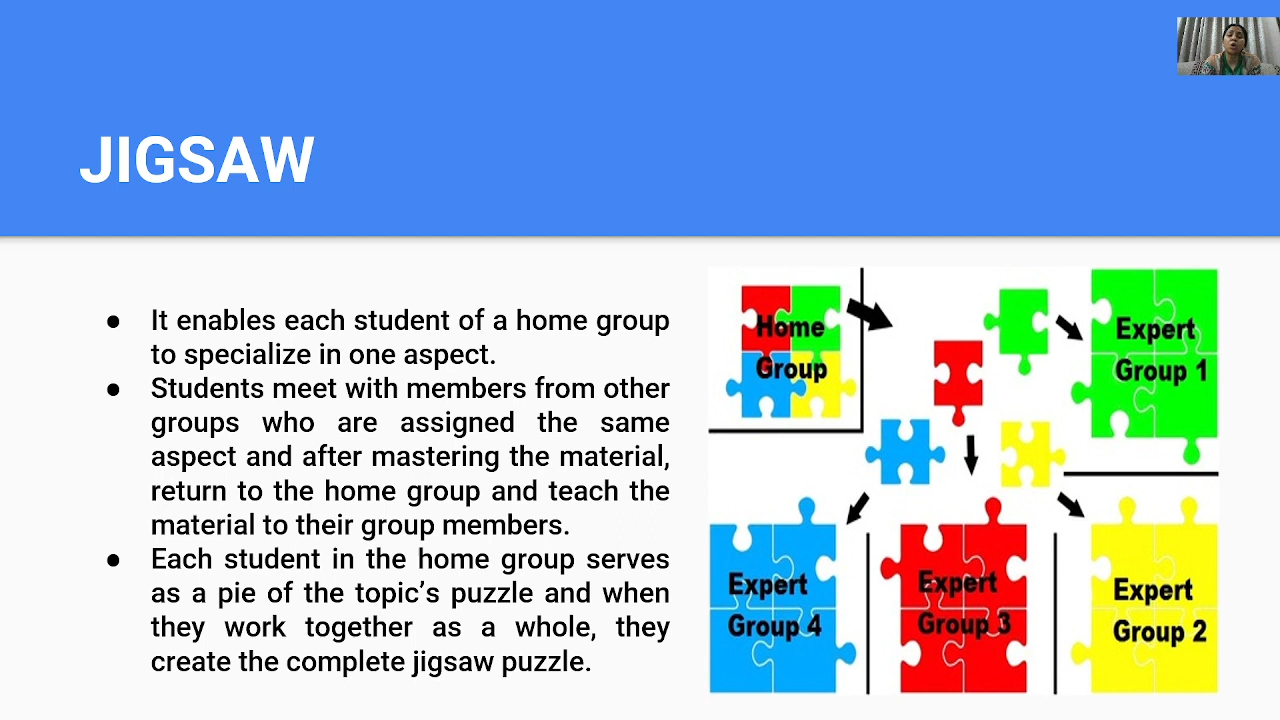 JIGSAW
● It enables each student of a home group
to specialize in one aspect.
● Students meet with members from other
groups who are assigned the same
aspect and after mastering the material,
return to the home group and teach the
material to their group members.
● Each student in the home group serves
as a pie of the topic’s puzzle and when
they work together as a whole, they
create the complete jigsaw puzzle.
Home
Group
Expert
Group 1
Expert
Group 4
Expert
Group 3
Expert
Group 2